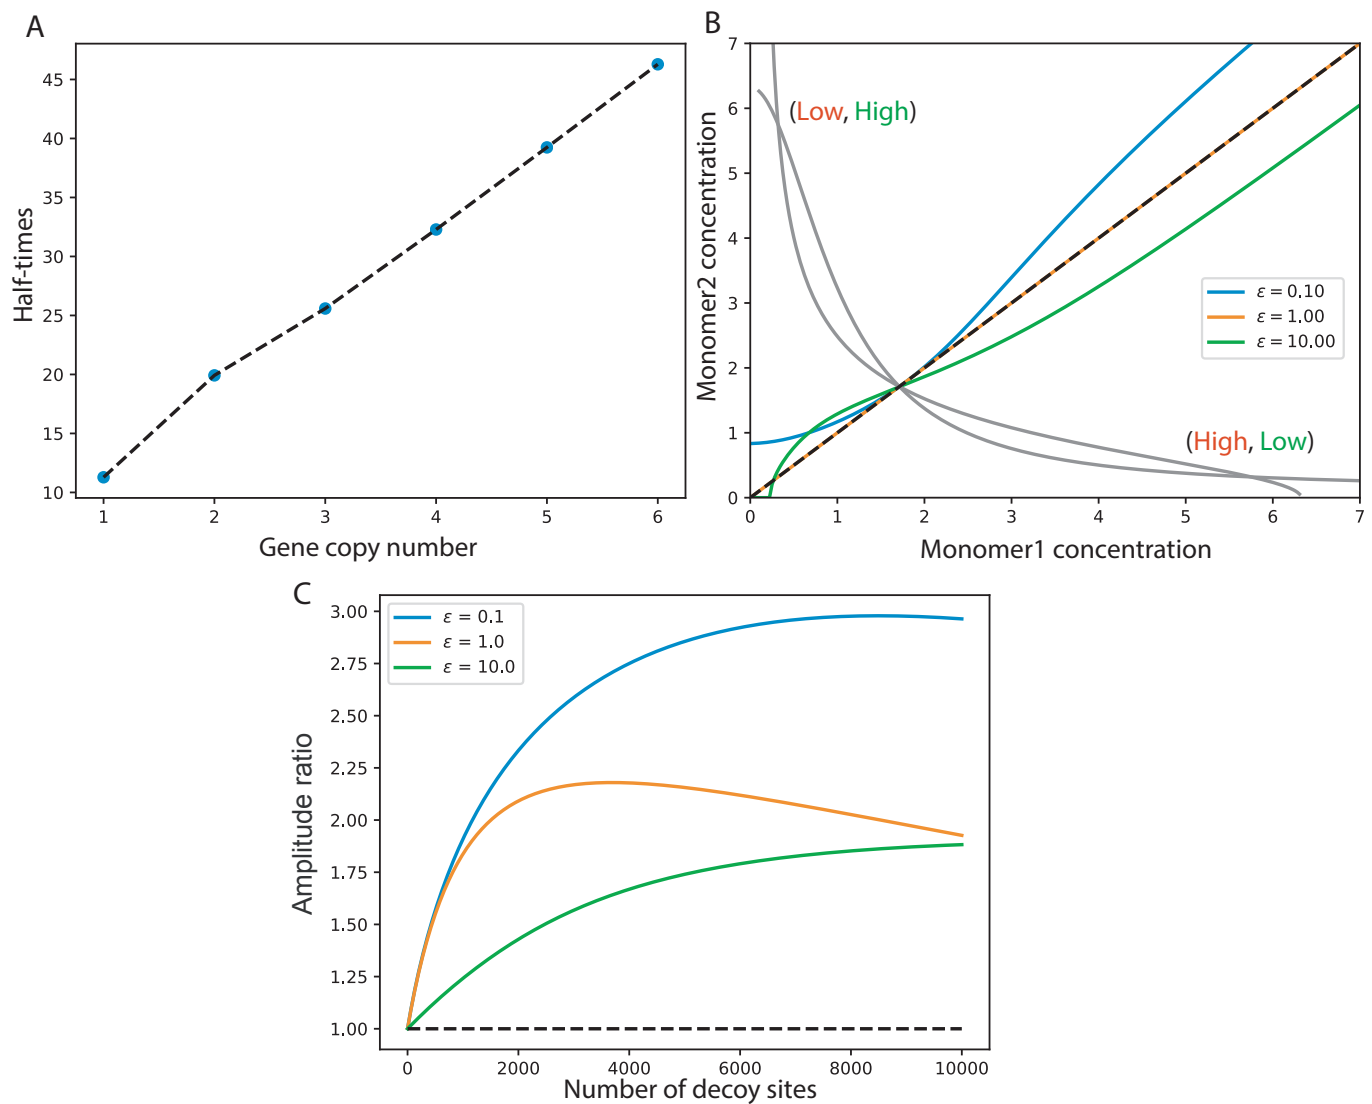 A
45
40
35
30
25
20
15
10
Half-times
1 2 3 4 5 6
Gene copy number
B
7
6
5
4
3
2
1
0
Monomer2 concentration
(Low, High)
ε = 0.10
ε = 1.00
ε = 10.00
(High, Low)
0 1 2 3 4 5 6 7
Monomer1 concentration
C
3.00
2.75
2.50
2.25
2.00
1.75
1.50
1.25
1.00
Amplitude ratio
ε = 0.1
ε = 1.0
ε = 10.0
0 2000 4000 6000 8000 10000
Number of decoy sites